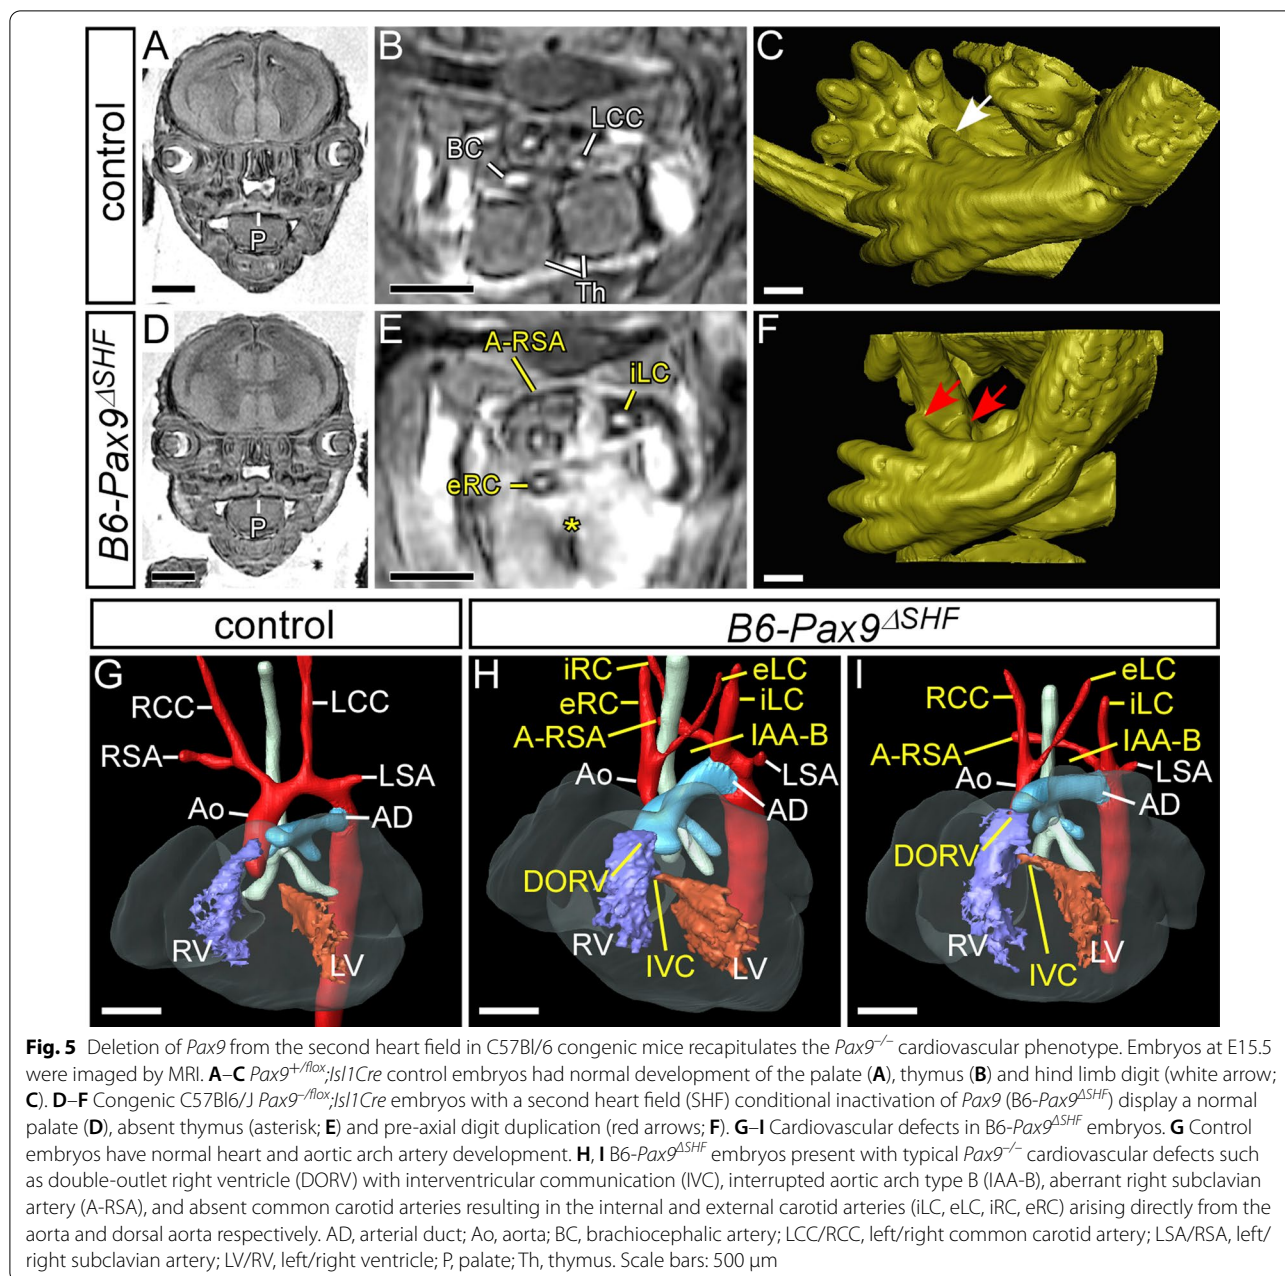 control
A
P
B
BC
LCC
Th
C
B6-Pax9ΔSHF
D
P
E
A-RSA
iLC
eRC
*
F
control
B6-Pax9ΔSHF
G
RCC
LCC
RSA
LSA
Ao
AD
RV
LV
H
iRC
eLC
eRC
iLC
A-RSA
IAA-B
Ao
LSA
AD
DORV
RV
IVC
LV
I
eLC
RCC
iLC
A-RSA
IAA-B
Ao
LSA
AD
DORV
RV
IVC
LV
Fig. 5 Deletion of Pax9 from the second heart field in C57Bl/6 congenic mice recapitulates the Pax9–/– cardiovascular phenotype. Embryos at E15.5
were imaged by MRI. A–C Pax9+/flox;Isl1Cre control embryos had normal development of the palate (A), thymus (B) and hind limb digit (white arrow;
C). D–F Congenic C57Bl6/J Pax9–/flox;Isl1Cre embryos with a second heart field (SHF) conditional inactivation of Pax9 (B6-Pax9ΔSHF) display a normal
palate (D), absent thymus (asterisk; E) and pre-axial digit duplication (red arrows; F). G–I Cardiovascular defects in B6-Pax9ΔSHF embryos. G Control
embryos have normal heart and aortic arch artery development. H, I B6-Pax9ΔSHF embryos present with typical Pax9–/– cardiovascular defects such
as double-outlet right ventricle (DORV) with interventricular communication (IVC), interrupted aortic arch type B (IAA-B), aberrant right subclavian
artery (A-RSA), and absent common carotid arteries resulting in the internal and external carotid arteries (iLC, eLC, iRC, eRC) arising directly from the
aorta and dorsal aorta respectively. AD, arterial duct; Ao, aorta; BC, brachiocephalic artery; LCC/RCC, left/right common carotid artery; LSA/RSA, left/
right subclavian artery; LV/RV, left/right ventricle; P, palate; Th, thymus. Scale bars: 500 μm